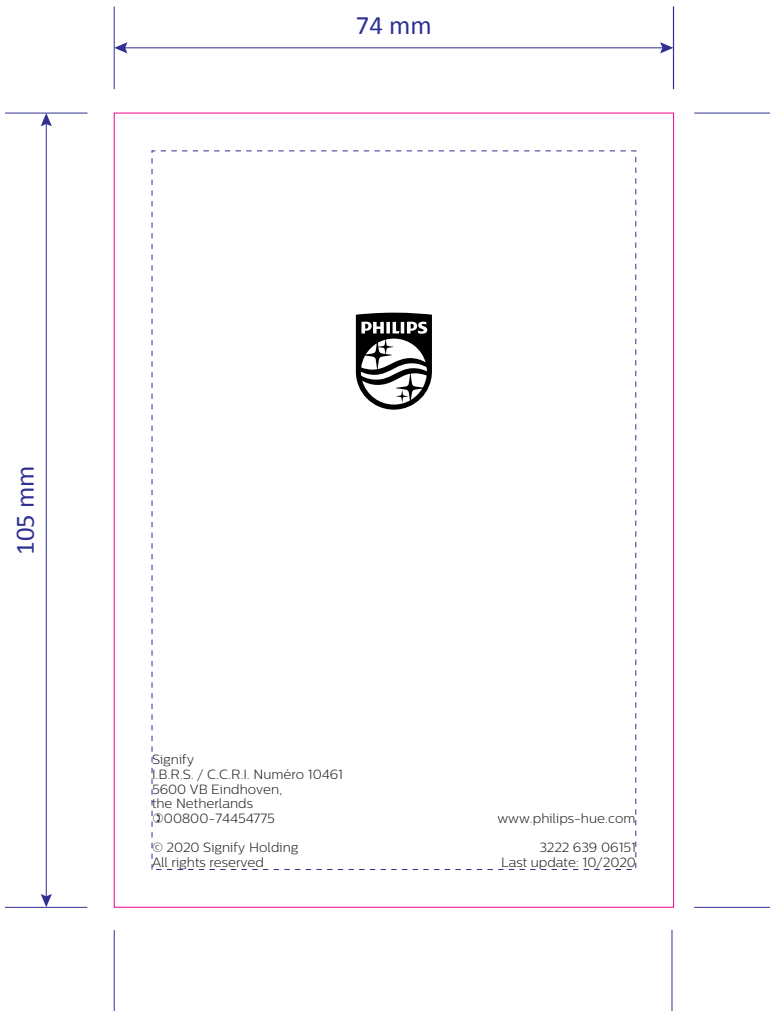 74 mm
105 mm
PHILIPS
Signify
I.B.R.S. / C.C.R.I. Numéro 10461
5600 VB Eindhoven,
the Netherlands
✆00800-74454775
www.philips-hue.com
© 2020 Signify Holding
All rights reserved
3222 639 06151
Last update: 10/2020